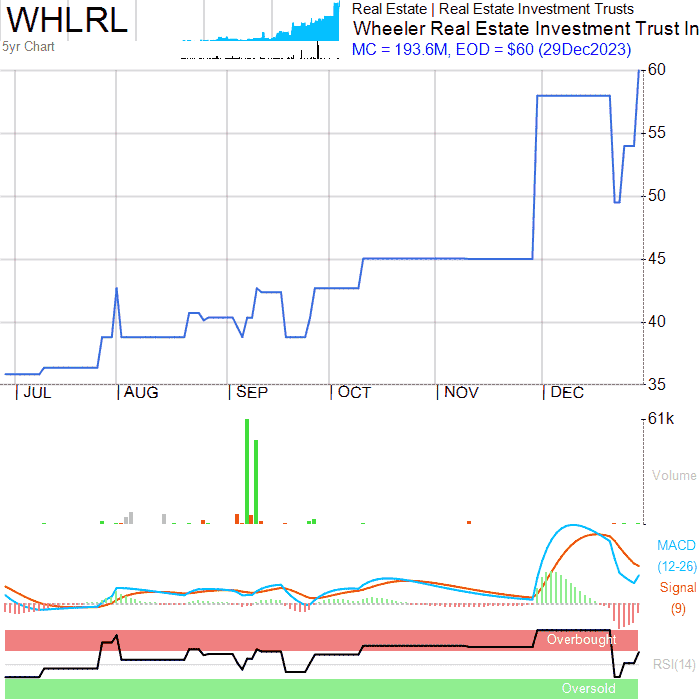 WHLRL
5yr Chart
Real Estate | Real Estate Investment Trusts
Wheeler Real Estate Investment Trust In
MC = 193.6M, EOD = $60 (29Dec2023)
60
55
50
45
40
35
| JUL | AUG | SEP | OCT | NOV | DEC
61k
Volume
MACD
(12-26)
Signal
(9)
Overbought
RSI(14)
Oversold